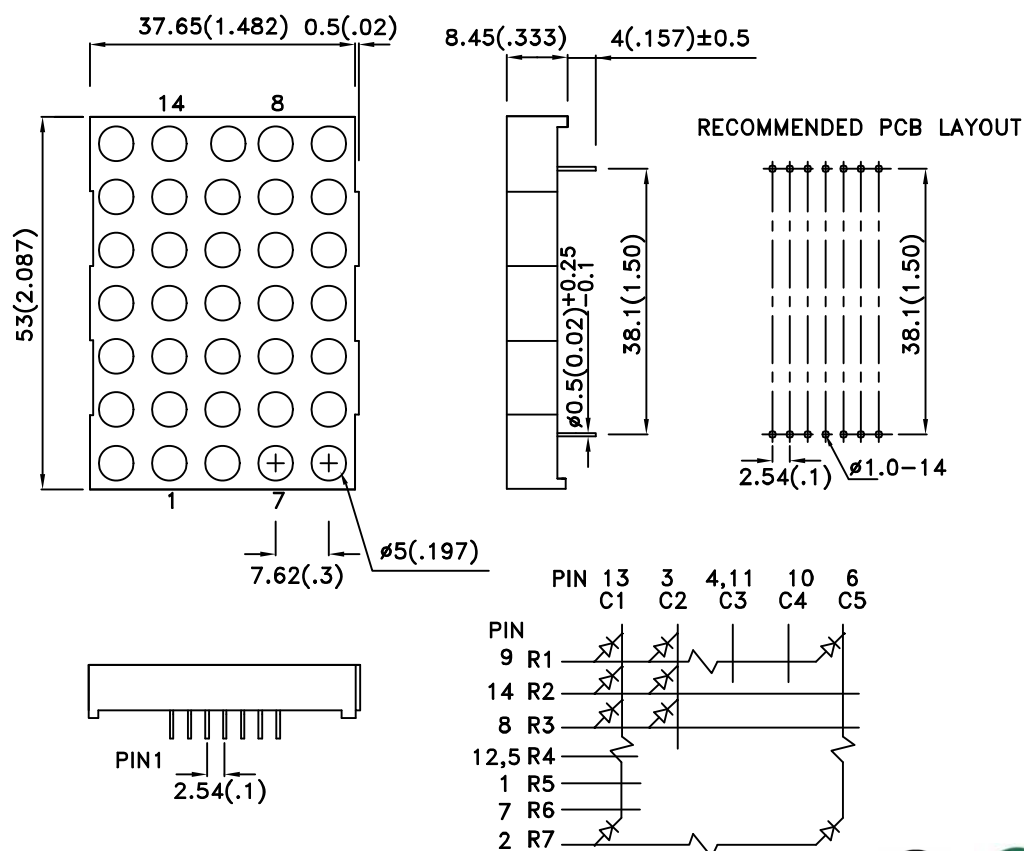 37.65(1.482) 0.5(.02)
14 8
53(2.087)
1 7
ø5(.197)
7.62(.3)
8.45(.333) 4(.157)±0.5
ø0.5(0.02)+0.25
-0.1
38.1(1.50)
RECOMMENDED PCB LAYOUT
38.1(1.50)
2.54(.1)
ø1.0-14
PIN1
2.54(.1)
PIN 13 3 4,11 10 6
C1 C2 C3 C4 C5
PIN
9 R1
14 R2
8 R3
12,5 R4
1 R5
7 R6
2 R7